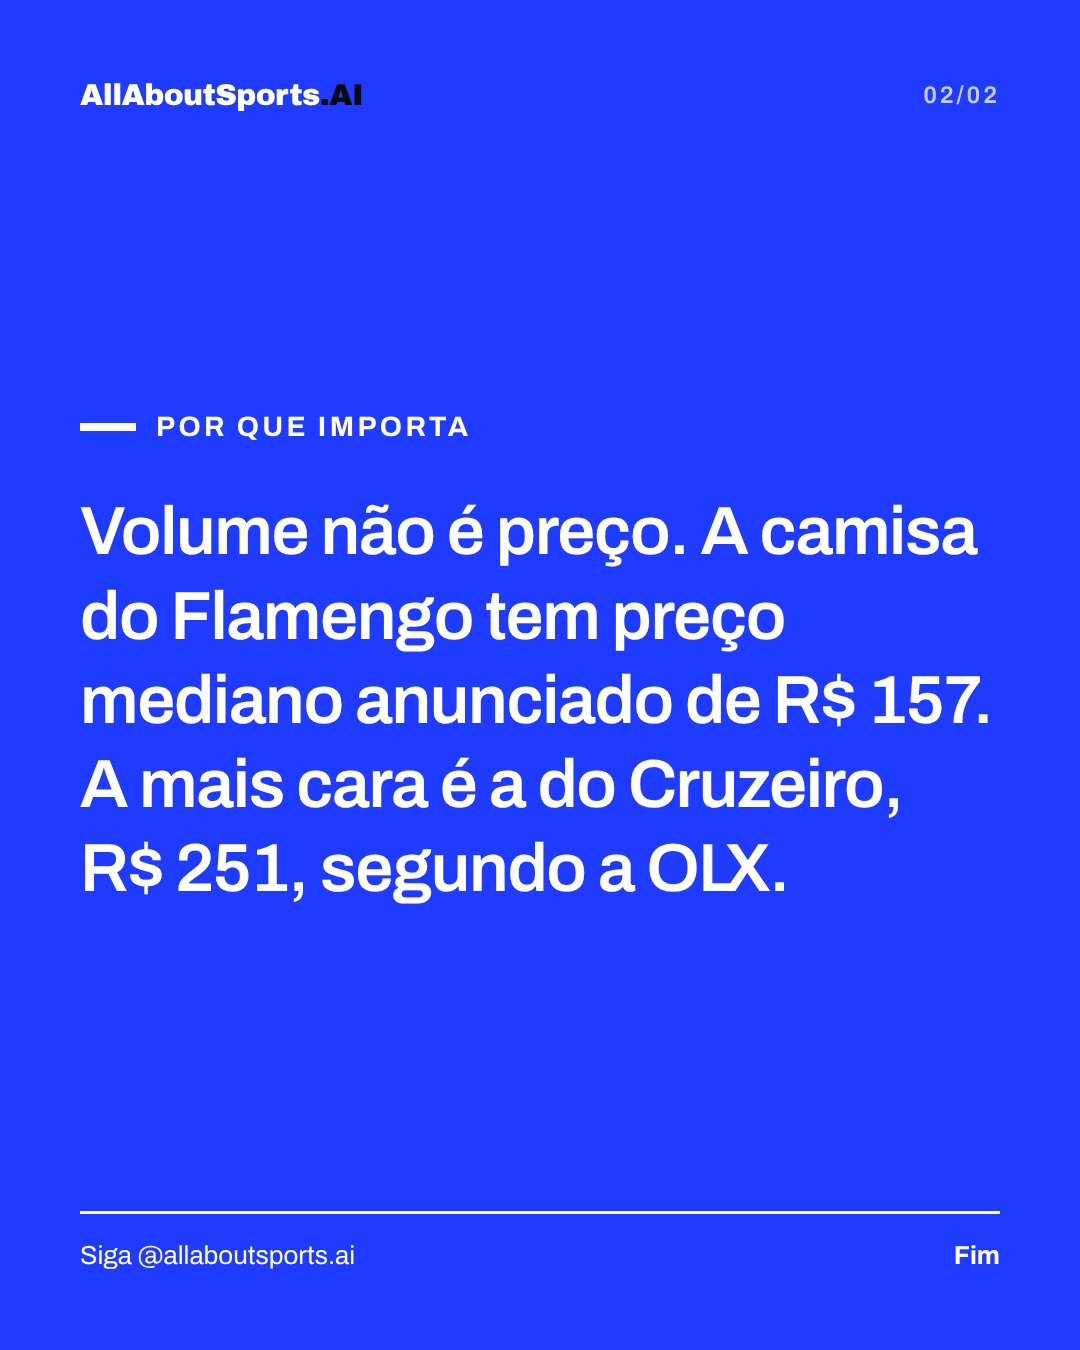 AllAboutSports.AI
02/02
POR QUE IMPORTA
Volume não é preço. A camisa
do Flamengo tem preço
mediano anunciado de R$ 157.
A mais cara é a do Cruzeiro,
R$ 251, segundo a OLX.
Siga @allaboutsports.ai
Fim